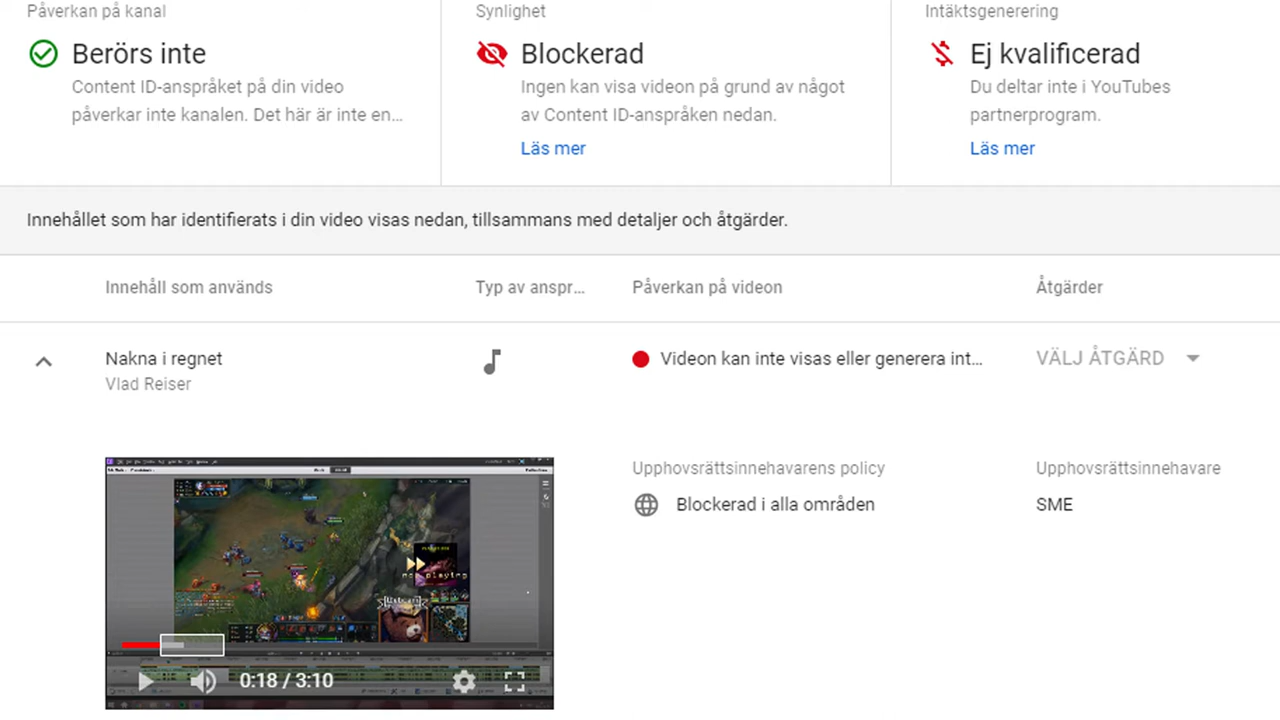 Påverkan på kanal
Synlighet
Intäktsgenerering
Berörs inte
Blockerad
Ej kvalificerad
Content ID-anspråket på din video
påverkar inte kanalen. Det här är inte en...
Ingen kan visa videon på grund av något
av Content ID-anspråken nedan.
Läs mer
Du deltar inte i YouTubes
partnerprogram.
Läs mer
Innehållet som har identifierats i din video visas nedan, tillsammans med detaljer och åtgärder.
Innehåll som används
Typ av anspr...
Påverkan på videon
Åtgärder
Nakna i regnet
Vlad Reiser
Videon kan inte visas eller generera int...
VÄLJ ÅTGÄRD
Upphovsrättsinnehavarens policy
Blockerad i alla områden
Upphovsrättsinnehavare
SME
now playing
0:18 / 3:10